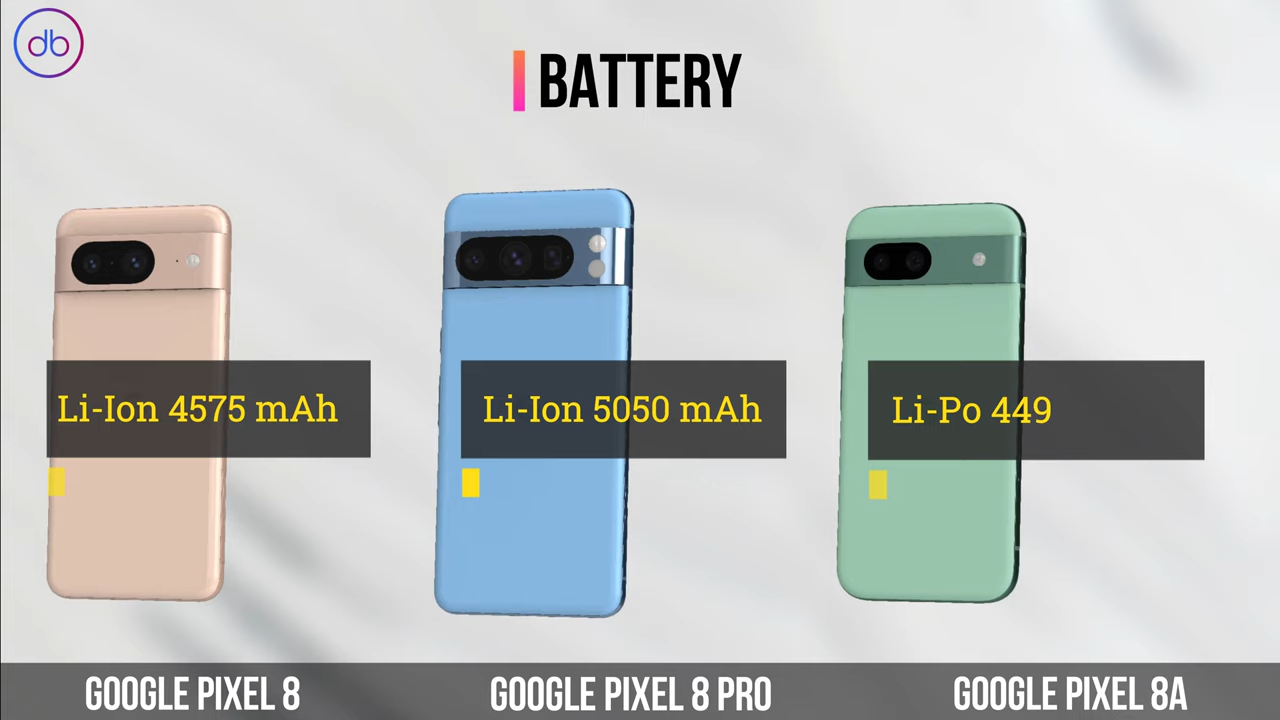 db
BATTERY
Li-Ion 4575 mAh
Li-Ion 5050 mAh
Li-Po 449
GOOGLE PIXEL 8
GOOGLE PIXEL 8 PRO
GOOGLE PIXEL 8A